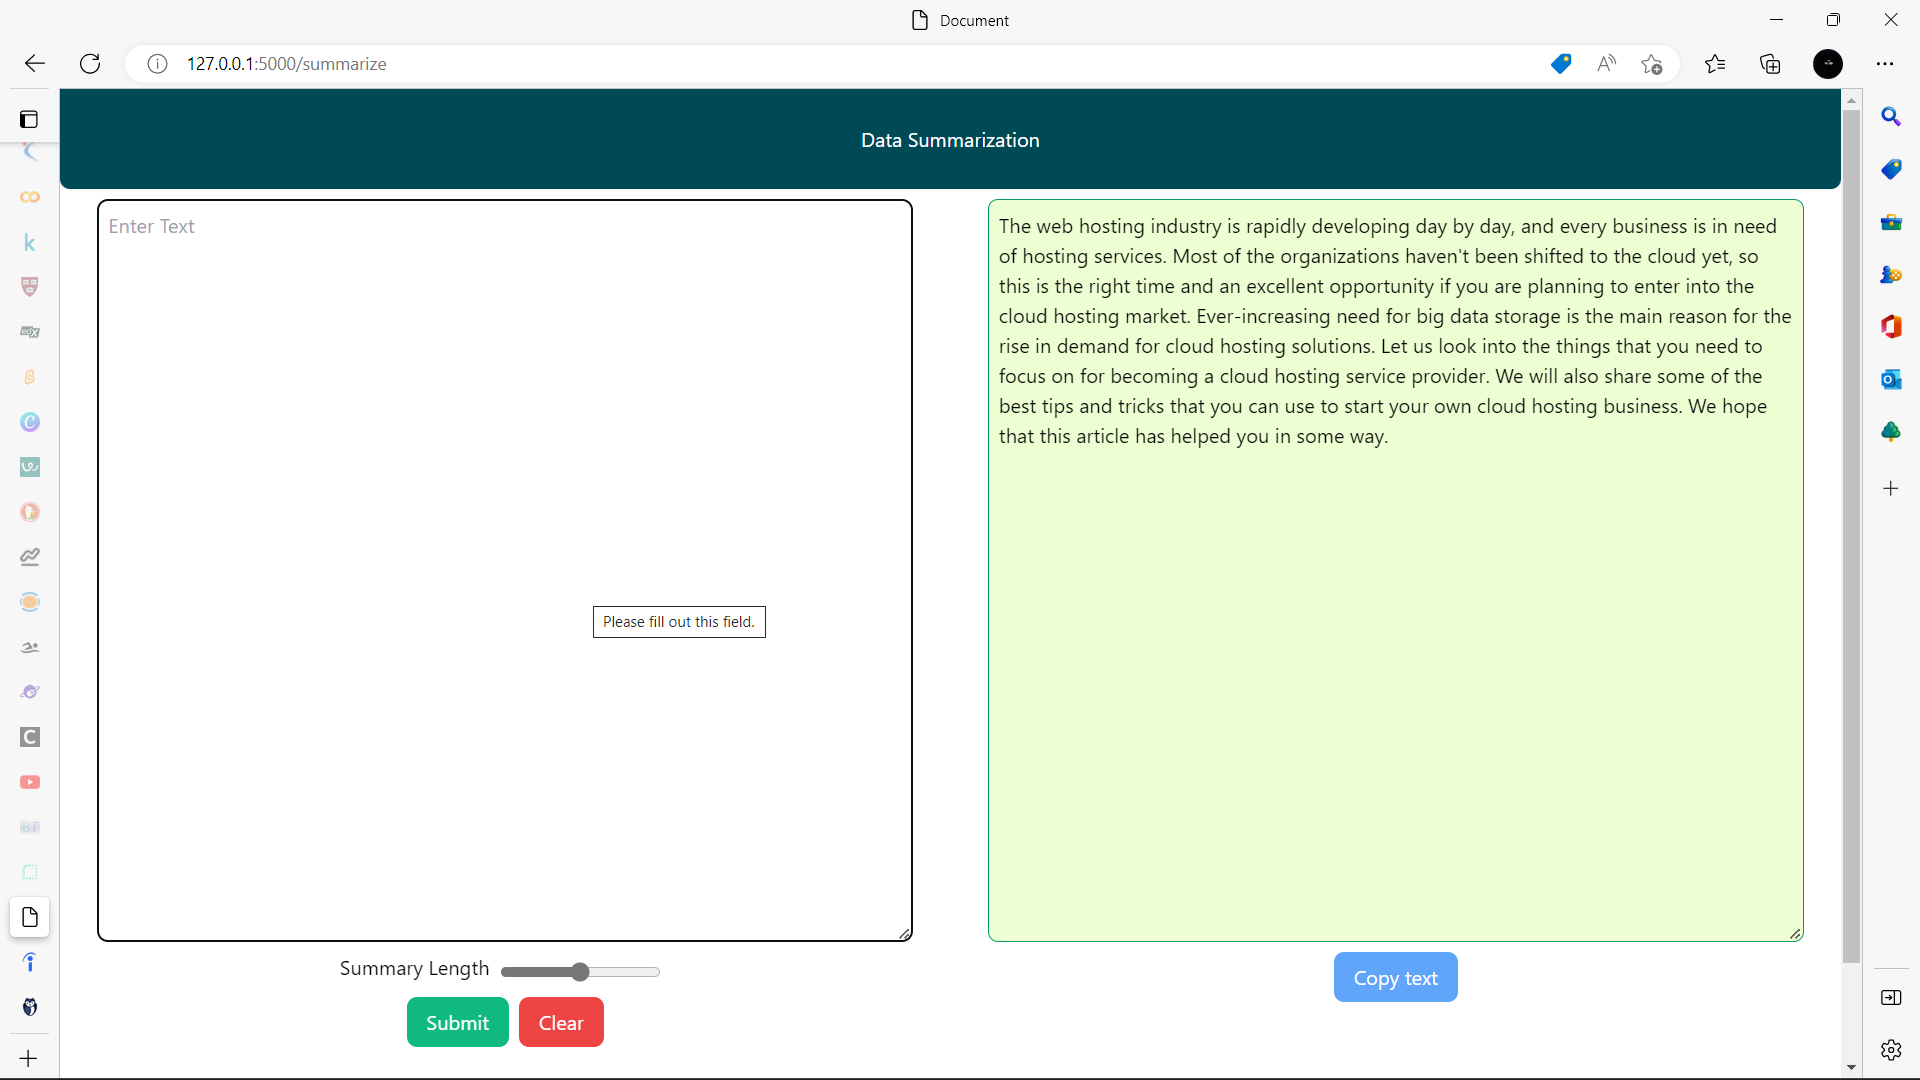 Document
127.0.0.1:5000/summarize
Data Summarization
Enter Text
Please fill out this field.
Summary Length
Submit
Clear
The web hosting industry is rapidly developing day by day, and every business is in need
of hosting services. Most of the organizations haven't been shifted to the cloud yet, so
this is the right time and an excellent opportunity if you are planning to enter into the
cloud hosting market. Ever-increasing need for big data storage is the main reason for the
rise in demand for cloud hosting solutions. Let us look into the things that you need to
focus on for becoming a cloud hosting service provider. We will also share some of the
best tips and tricks that you can use to start your own cloud hosting business. We hope
that this article has helped you in some way.
Copy text